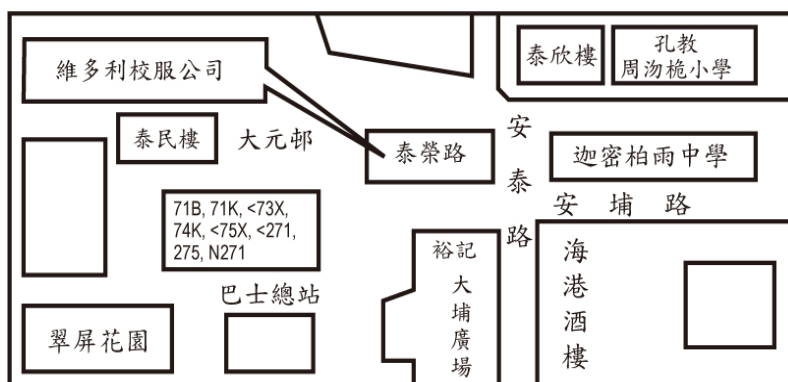 維多利校服公司
泰欣樓
孔教
周沕桅小學
泰民樓
大元邨
泰榮路
安泰路
迦密柏雨中學
安埔路
71B, 71K, <73X,
74K, <75X, <271,
275, N271
巴士總站
裕記
大埔廣場
海港酒樓
翠屏花園